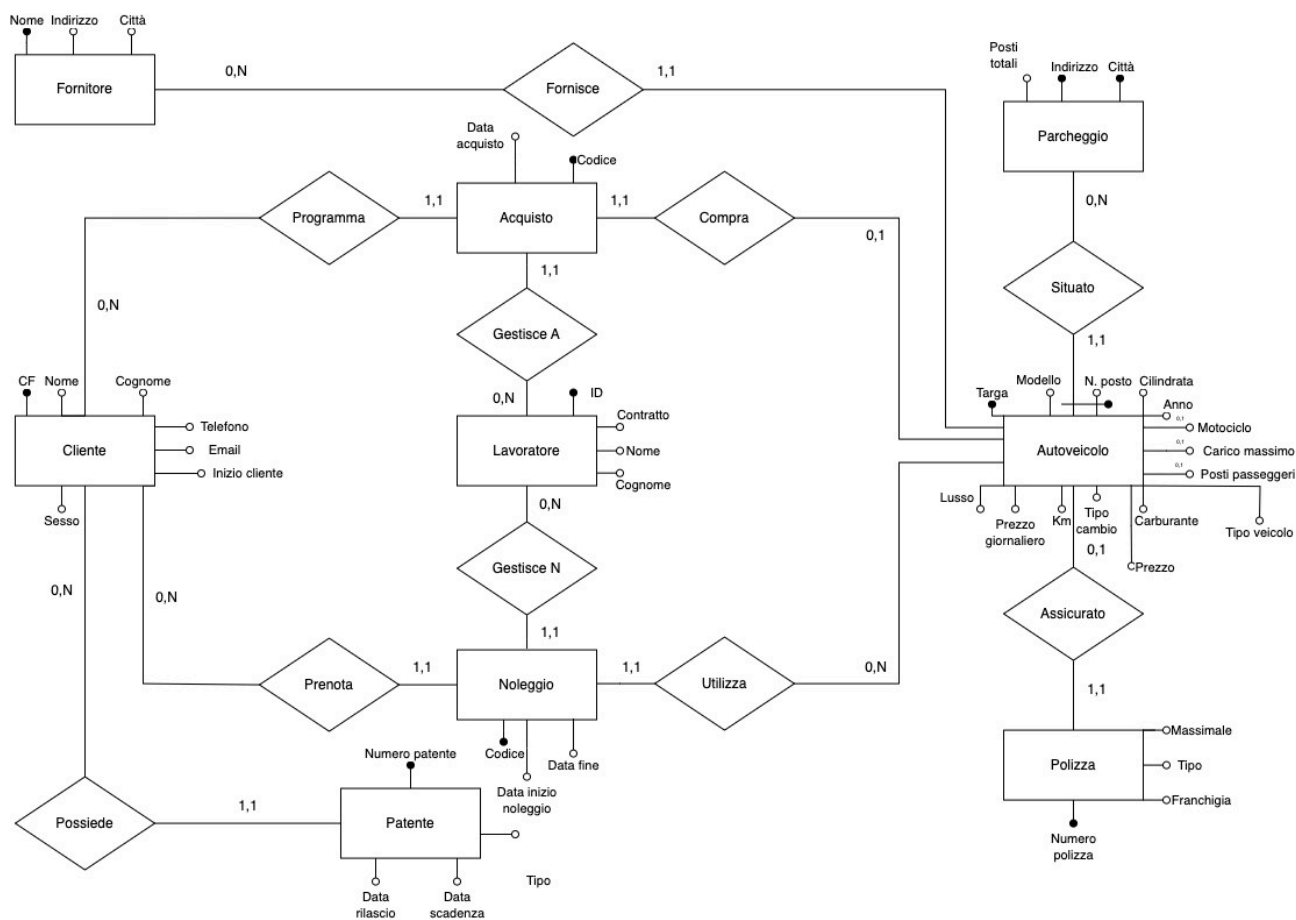 Nome Indirizzo Città
Fornitore
0,N
Fornisce
1,1
Posti
totali
Indirizzo Città
Parcheggio
0,N
Data
acquisto
Codice
Programma
1,1
Acquisto
1,1
Compra
0,1
1,1
Situato
1,1
0,N
Gestisce A
0,N
CF Nome Cognome
Cliente
Telefono
Email
Inizio cliente
Sesso
ID
Contratto
Lavoratore
Nome
Cognome
Targa
Modello
N. posto
Cilindrata
Anno
0,1
Motociclo
Autoveicolo
0,1
Carico massimo
0,1
Posti passeggeri
Lusso
Prezzo
giornaliero
Km
Tipo
cambio
Carburante
Tipo veicolo
Prezzo
0,1
0,N
Gestisce N
1,1
0,N
0,N
Assicurato
1,1
Prenota
1,1
Noleggio
1,1
Utilizza
0,N
Codice
Data inizio
noleggio
Data fine
Massimale
Polizza
Tipo
Franchigia
Numero
polizza
Possiede
1,1
Numero patente
Patente
Tipo
Data
rilascio
Data
scadenza